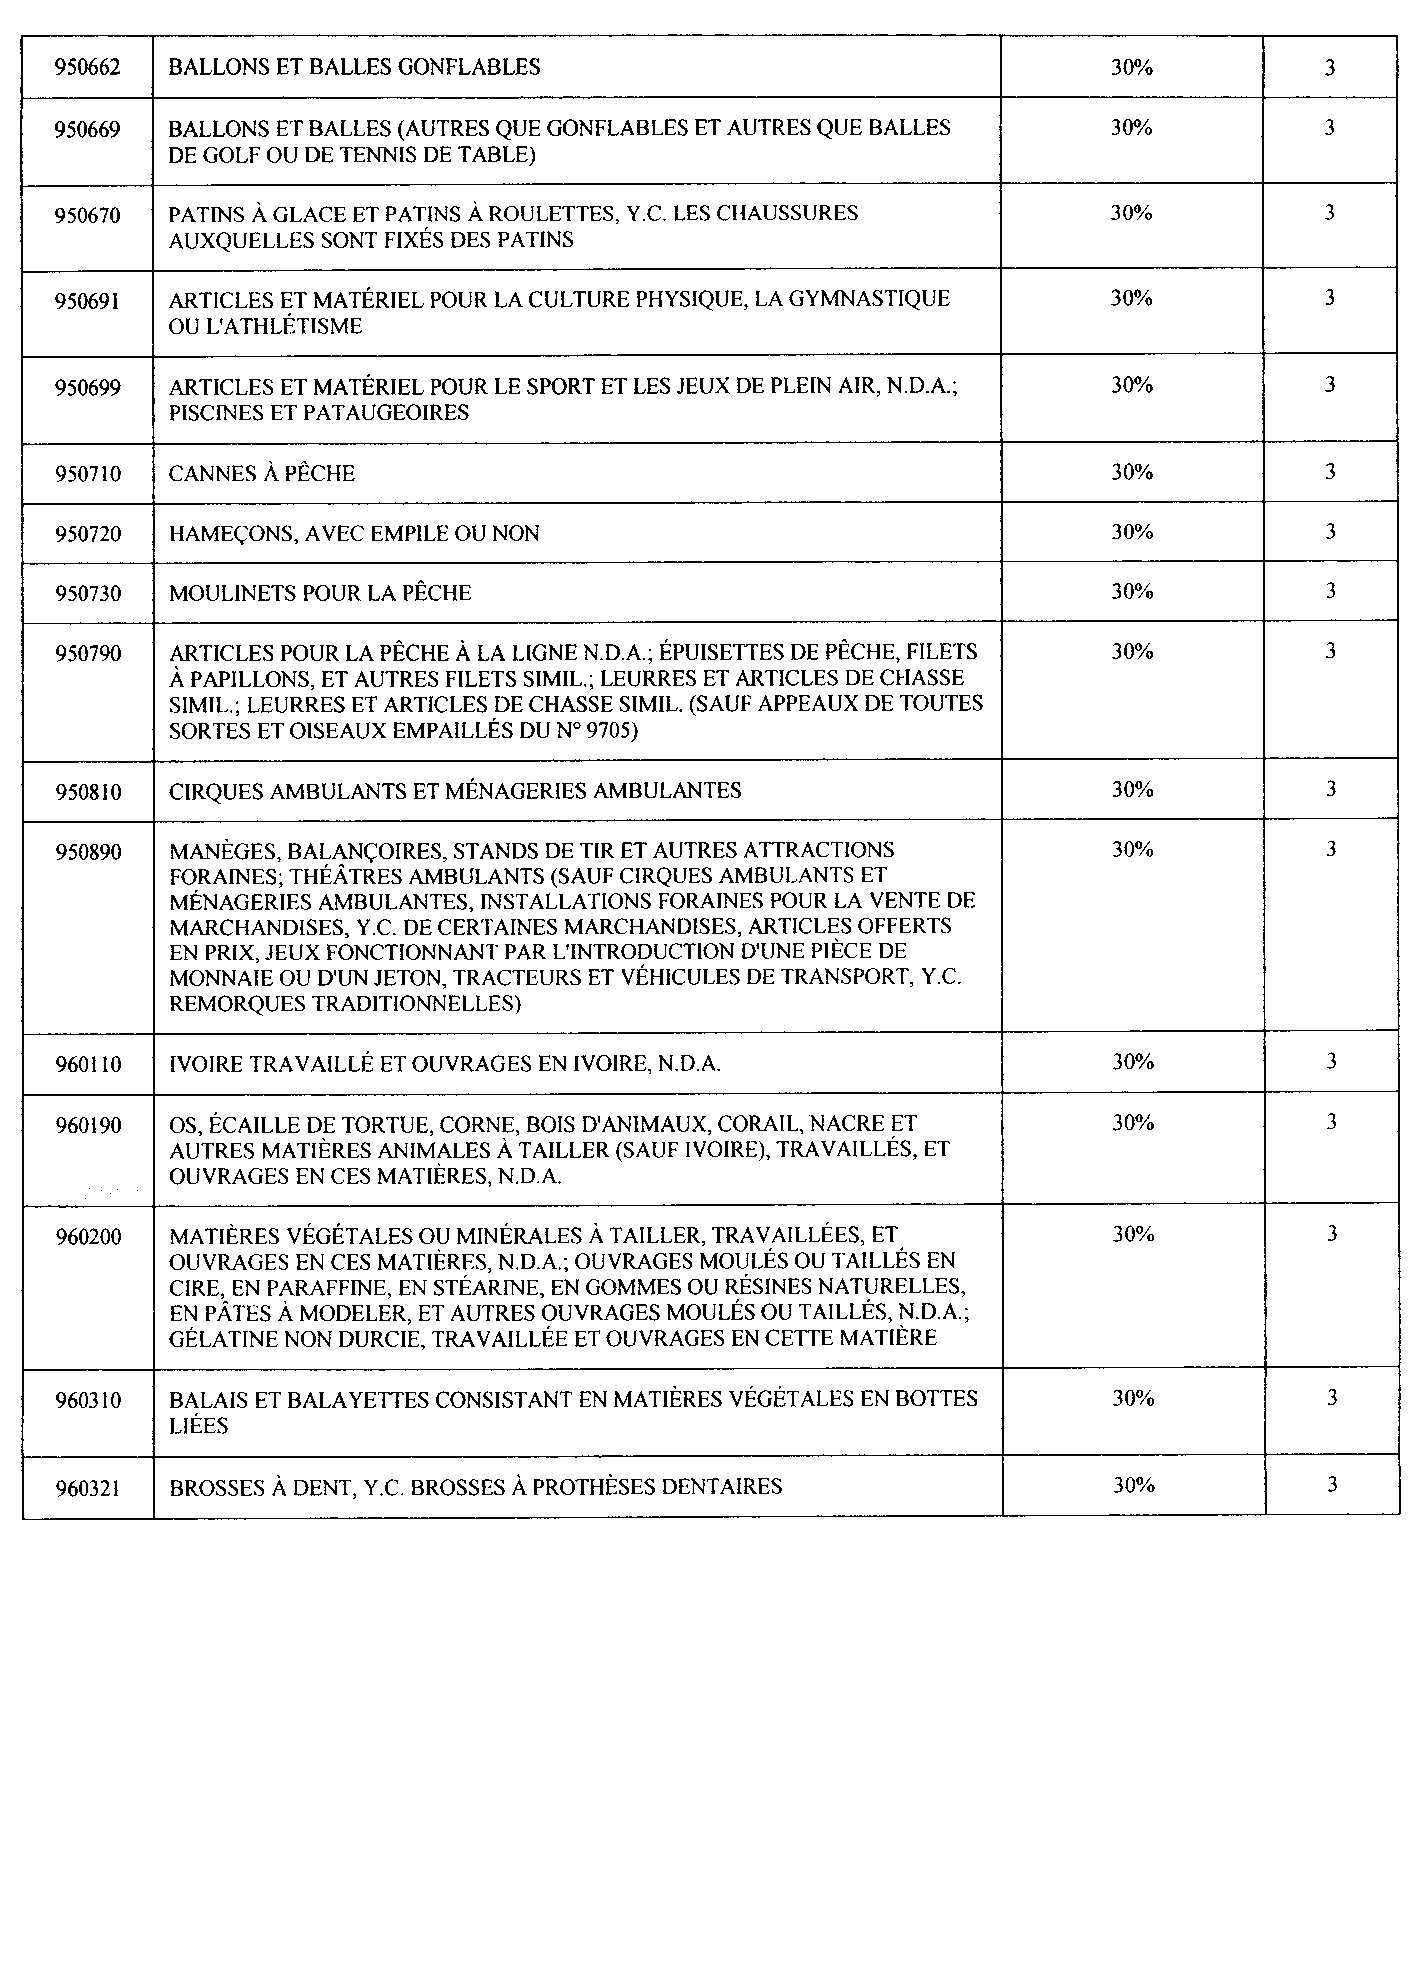 950662 BALLONS ET BALLES GONFLABLES 30% 3
950669 BALLONS ET BALLES (AUTRES QUE GONFLABLES ET AUTRES QUE BALLES 30% 3
DE GOLF OU DE TENNIS DE TABLE)
950670 PATINS À GLACE ET PATINS À ROULETTES, Y.C. LES CHAUSSURES 30% 3
AUXQUELLES SONT FIXÉS DES PATINS
950691 ARTICLES ET MATÉRIEL POUR LA CULTURE PHYSIQUE, LA GYMNASTIQUE 30% 3
OU L'ATHLÉTISME
950699 ARTICLES ET MATÉRIEL POUR LE SPORT ET LES JEUX DE PLEIN AIR, N.D.A.; 30% 3
PISCINES ET PATAUGEOIRES
950710 CANNES À PÊCHE 30% 3
950720 HAMEÇONS, AVEC EMPILE OU NON 30% 3
950730 MOULINETS POUR LA PÊCHE 30% 3
950790 ARTICLES POUR LA PÊCHE À LA LIGNE N.D.A.; ÉPUISETTES DE PÊCHE, FILETS 30% 3
À PAPILLONS, ET AUTRES FILETS SIMIL.; LEURRES ET ARTICLES DE CHASSE
SIMIL.; LEURRES ET ARTICLES DE CHASSE SIMIL. (SAUF APPEAUX DE TOUTES
SORTES ET OISEAUX EMPAILLÉS DU N° 9705)
950810 CIRQUES AMBULANTS ET MÉNAGERIES AMBULANTES 30% 3
950890 MANÈGES, BALANÇOIRES, STANDS DE TIR ET AUTRES ATTRACTIONS 30% 3
FORAINES; THÉÂTRES AMBULANTS (SAUF CIRQUES AMBULANTS ET
MÉNAGERIES AMBULANTES, INSTALLATIONS FORAINES POUR LA VENTE DE
MARCHANDISES, Y.C. DE CERTAINES MARCHANDISES, ARTICLES OFFERTS
EN PRIX, JEUX FONCTIONNANT PAR L'INTRODUCTION D'UNE PIÈCE DE
MONNAIE OU D'UN JETON, TRACTEURS ET VÉHICULES DE TRANSPORT, Y.C.
REMORQUES TRADITIONNELLES)
960110 IVOIRE TRAVAILLÉ ET OUVRAGES EN IVOIRE, N.D.A. 30% 3
960190 OS, ÉCAILLE DE TORTUE, CORNE, BOIS D'ANIMAUX, CORAIL, NACRE ET 30% 3
AUTRES MATIÈRES ANIMALES À TAILLER (SAUF IVOIRE), TRAVAILLÉS, ET
OUVRAGES EN CES MATIÈRES, N.D.A.
960200 MATIÈRES VÉGÉTALES OU MINÉRALES À TAILLER, TRAVAILLÉES, ET 30% 3
OUVRAGES EN CES MATIÈRES, N.D.A.; OUVRAGES MOULÉS OU TAILLÉS EN
CIRE, EN PARAFFINE, EN STÉARINE, EN GOMMES OU RÉSINES NATURELLES,
EN PÂTES À MODELER, ET AUTRES OUVRAGES MOULÉS OU TAILLÉS, N.D.A.;
GÉLATINE NON DURCIE, TRAVAILLÉE ET OUVRAGES EN CETTE MATIÈRE
960310 BALAIS ET BALAYETTES CONSISTANT EN MATIÈRES VÉGÉTALES EN BOTTES 30% 3
LIÉES
960321 BROSSES À DENT, Y.C. BROSSES À PROTHÈSES DENTAIRES 30% 3